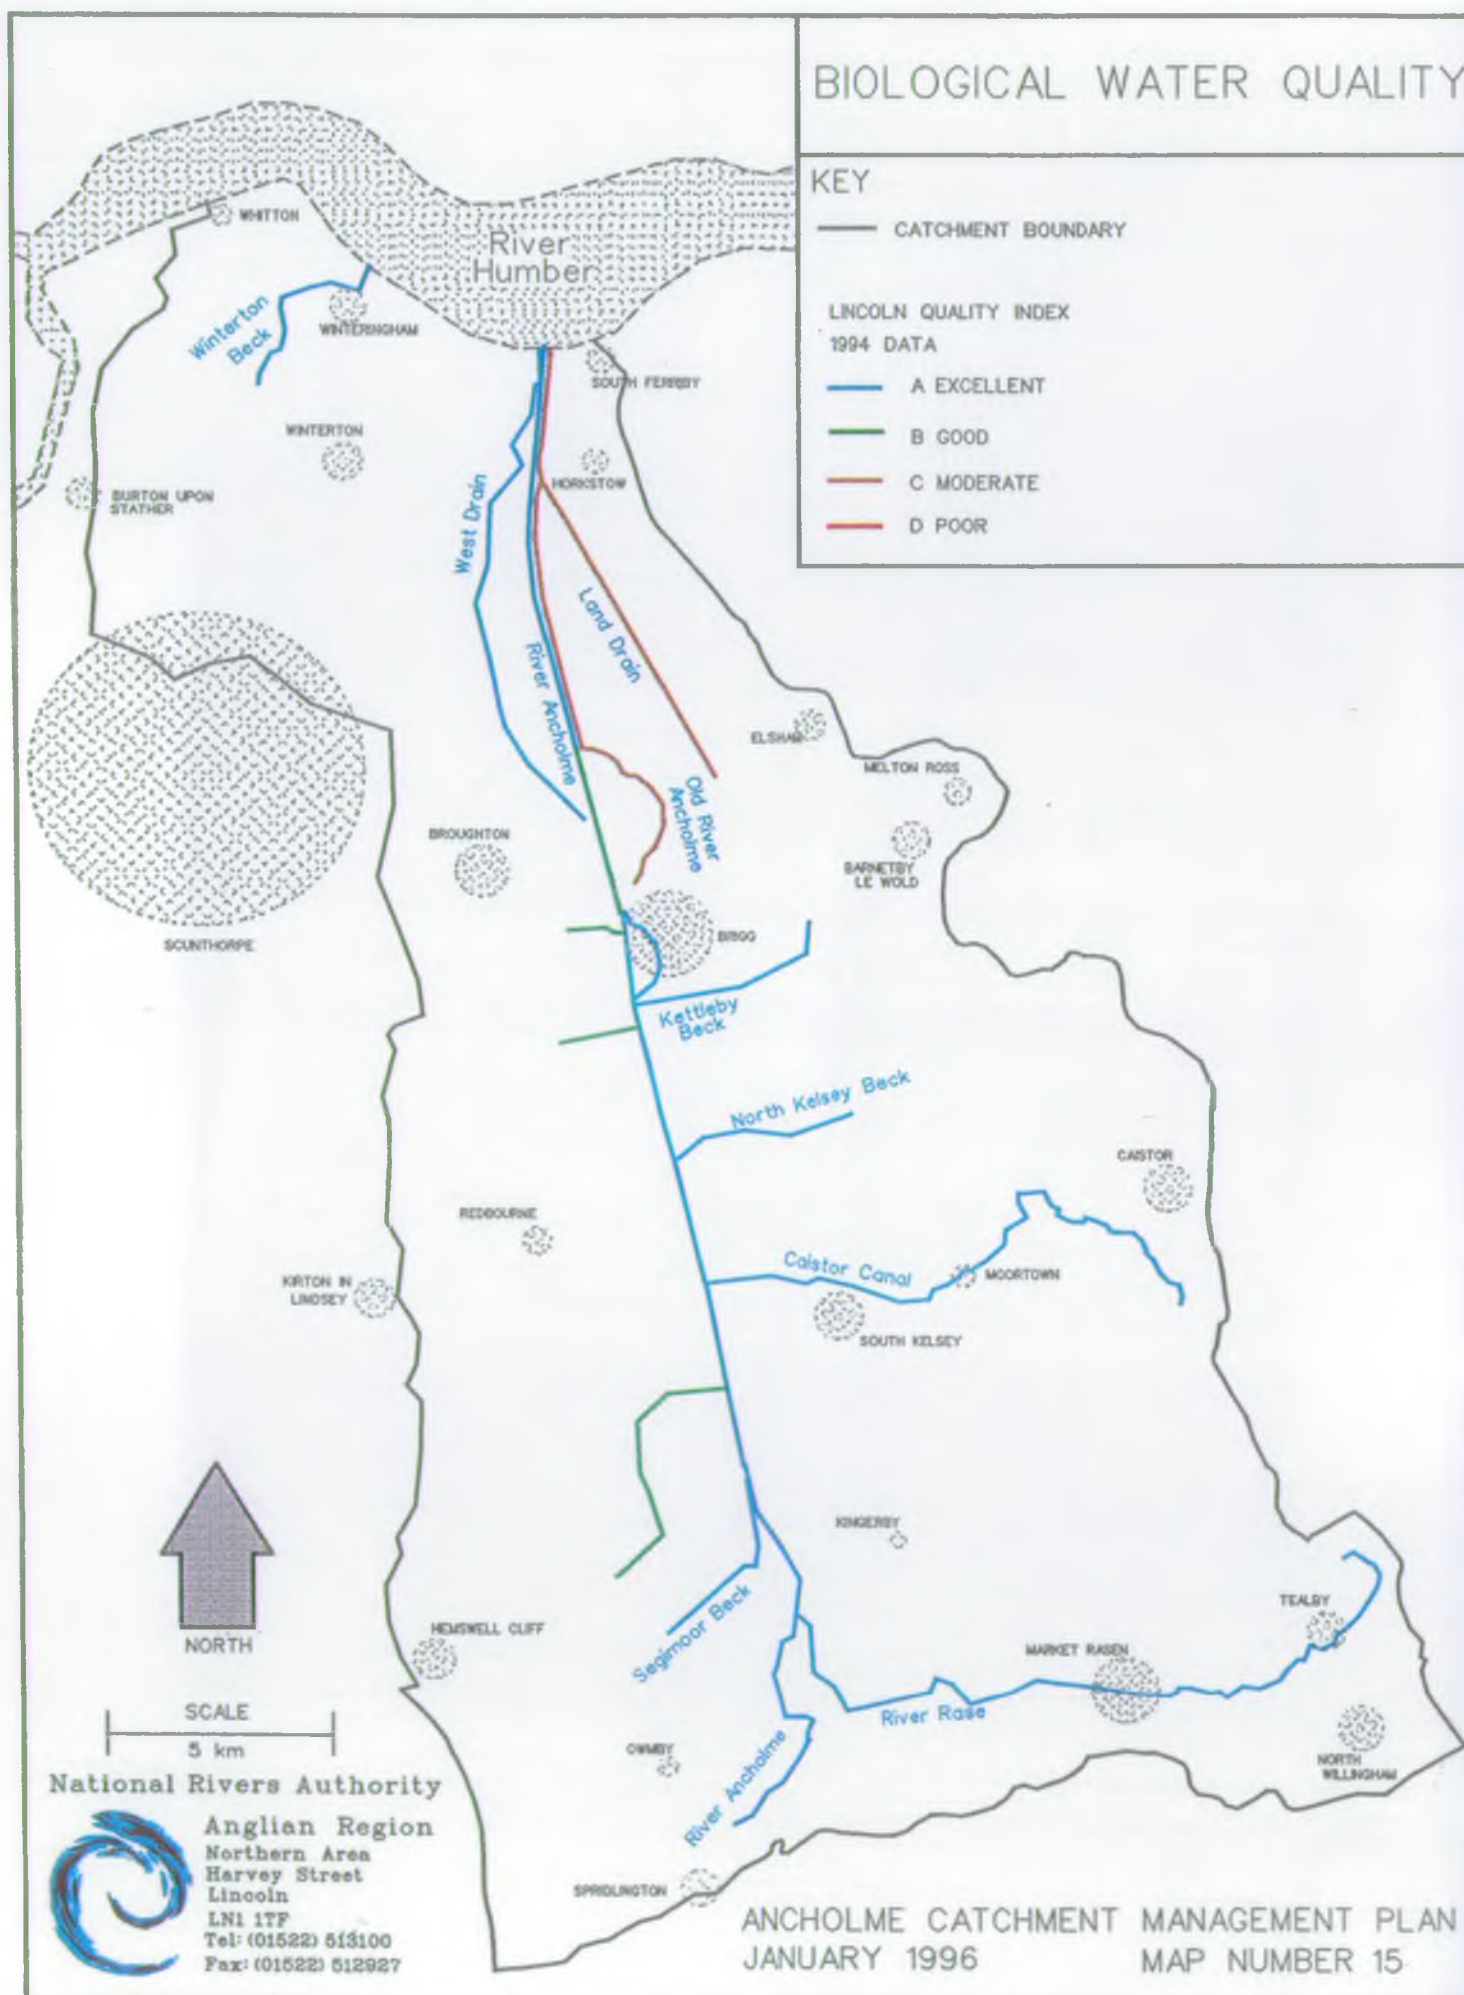 BIOLOGICAL WATER QUALITY
KEY
CATCHMENT BOUNDARY
LINCOLN QUALITY INDEX
1994 DATA
A EXCELLENT
B GOOD
C MODERATE
D POOR
WHITTON
River
Humber
Winterton
Beck
WINTERINGHAM
SOUTH FERRIBY
WINTERTON
HORKSTOW
BURTON UPON
STATHER
West Drain
Land Drain
River Ancholme
ELSHAM
MELTON ROSS
Old River
Ancholme
BROUGHTON
BARNETBY
LE WOLD
SCUNTHORPE
BRIGG
Kettleby
Beck
North Kelsey Beck
CAISTOR
REDBOURNE
Caistor Canal
MOORTOWN
KIRTON IN
LINDSEY
SOUTH KELSEY
KINGERBY
TEALBY
HEMSWELL CLIFF
Segimoor Beck
MARKET RASEN
NORTH
River Rase
SCALE
5 km
OWMBY
River Ancholme
NORTH
WILLINGHAM
National Rivers Authority
Anglian Region
Northern Area
Harvey Street
Lincoln
LN1 1TF
Tel: (01522) 513100
Fax: (01522) 512927
SPRIDLINGTON
ANCHOLME CATCHMENT MANAGEMENT PLAN
JANUARY 1996 MAP NUMBER 15